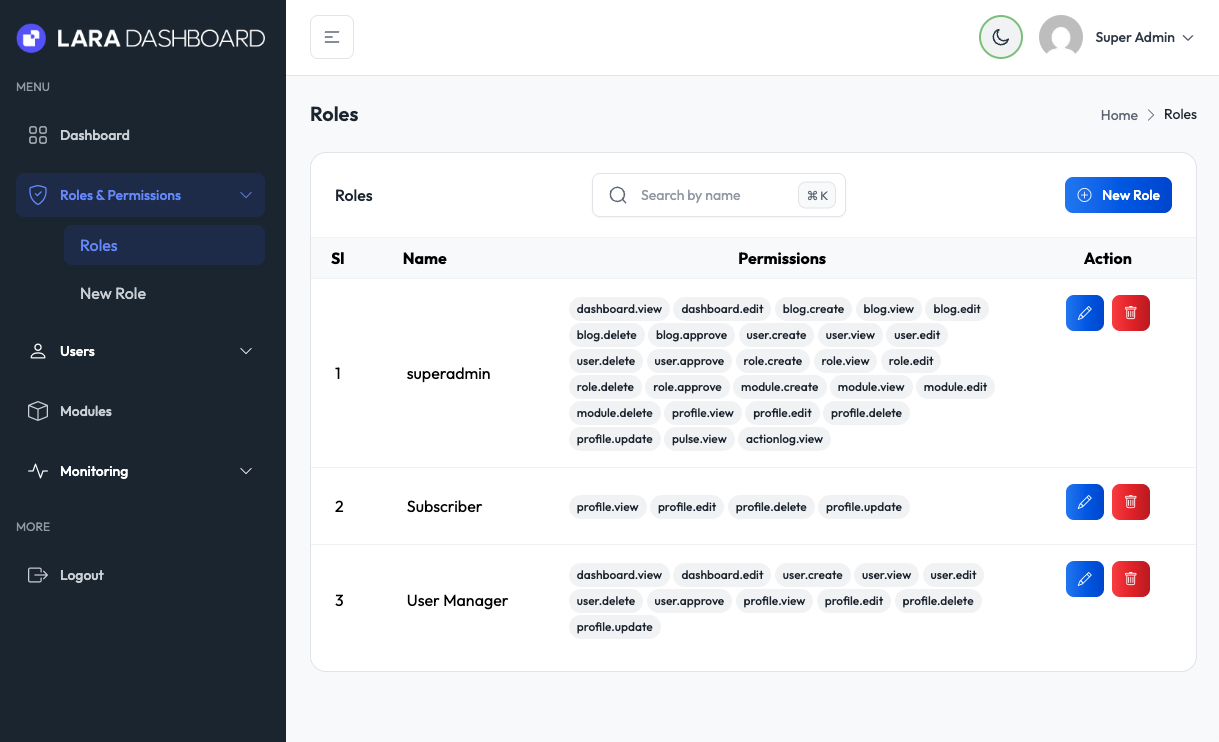 LARA DASHBOARD
Super Admin
MENU
Dashboard
Roles & Permissions
Roles
New Role
Users
Modules
Monitoring
MORE
Logout
Roles
Home > Roles
Roles
Search by name
⌘ K
New Role
Sl Name Permissions Action
1 superadmin
dashboard.view dashboard.edit blog.create blog.view blog.edit
blog.delete blog.approve user.create user.view user.edit
user.delete user.approve role.create role.view role.edit
role.delete role.approve module.create module.view module.edit
module.delete profile.view profile.edit profile.delete
profile.update pulse.view actionlog.view
2 Subscriber
profile.view profile.edit profile.delete profile.update
3 User Manager
dashboard.view dashboard.edit user.create user.view user.edit
user.delete user.approve profile.view profile.edit profile.delete
profile.update